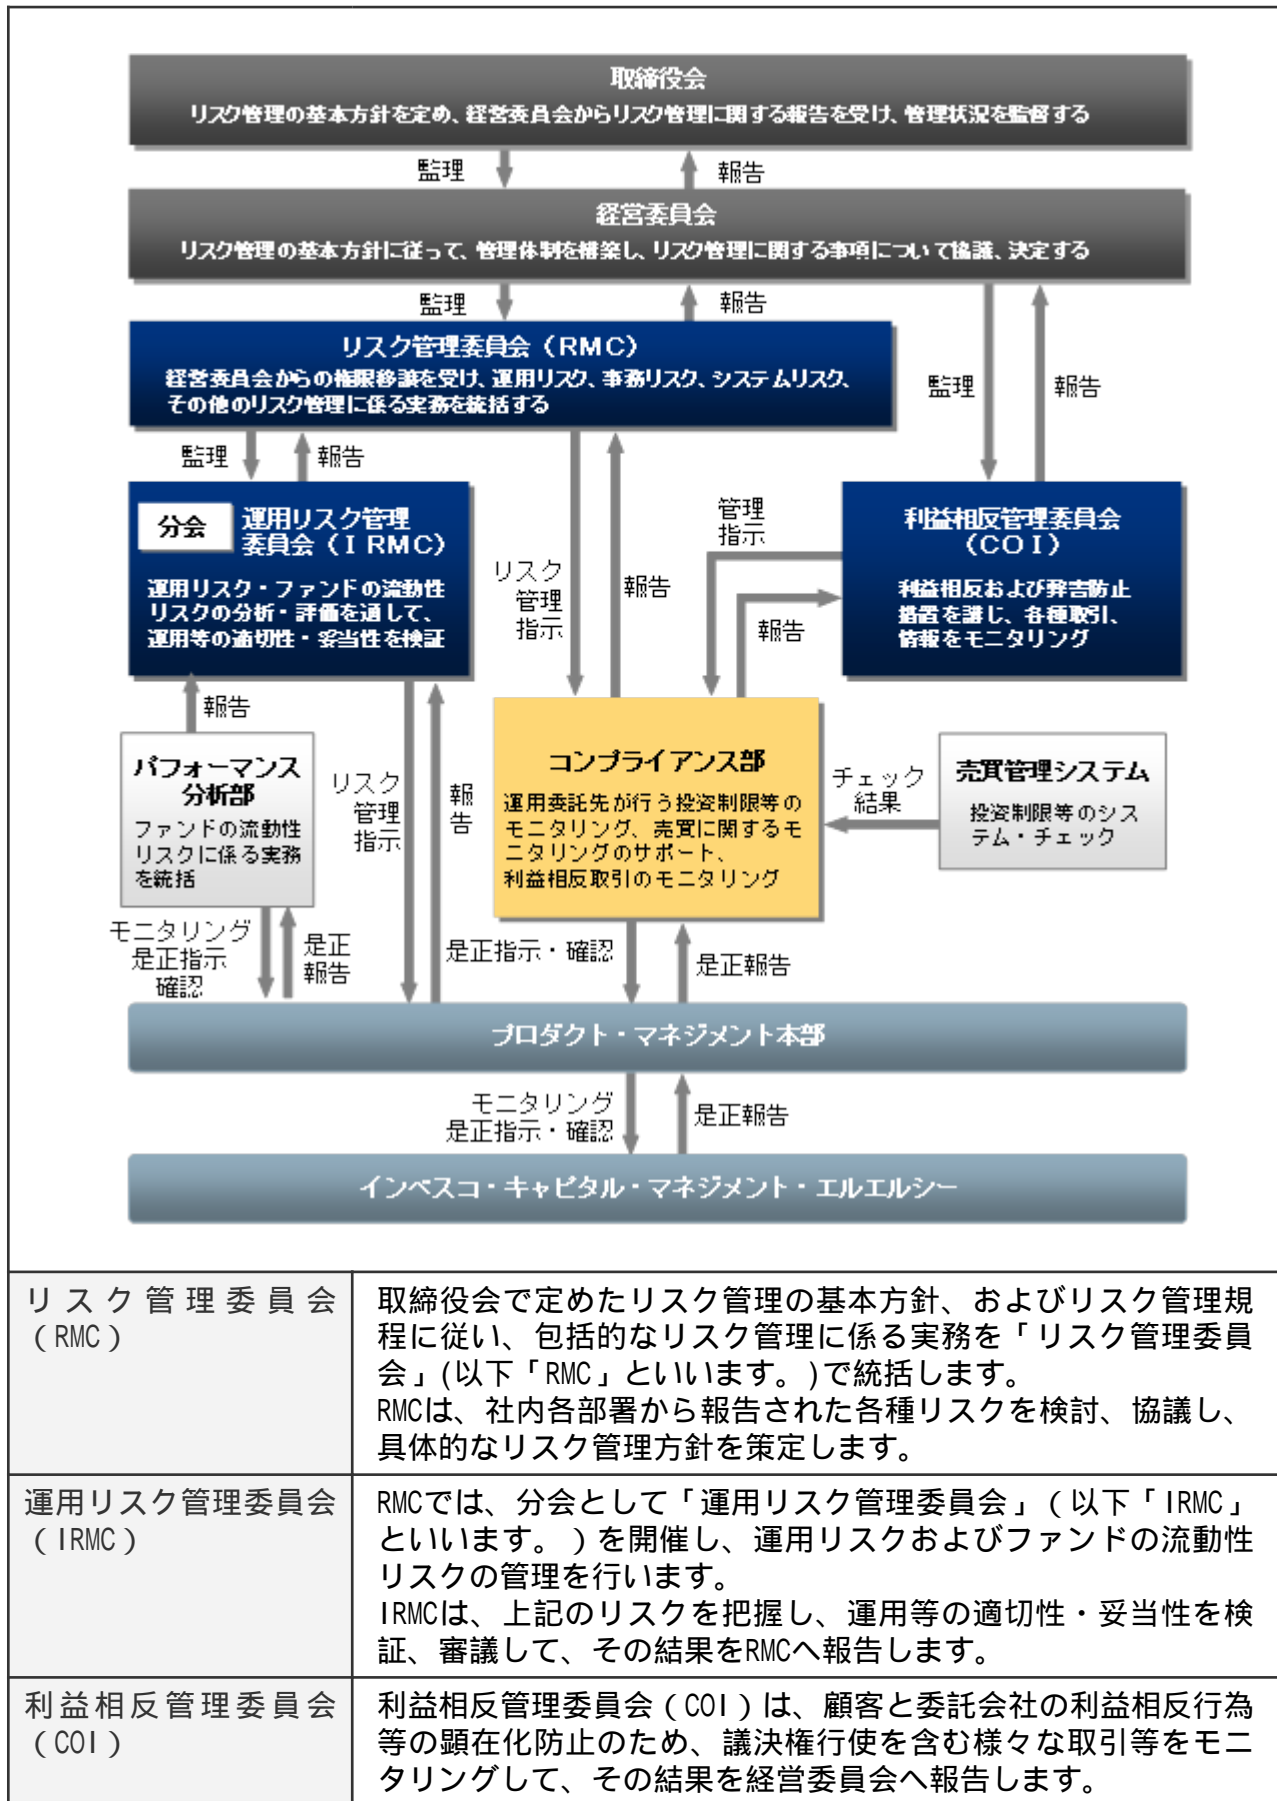 取締役会
リスク管理の基本方針を定め、経営委員会からリスク管理に関する報告を受け、管理状況を監督する
監理
報告
経営委員会
リスク管理の基本方針に従って、管理体制を構築し、リスク管理に関する事項について協議、決定する
監理
報告
リスク管理委員会（RMC）
経営委員会からの権限移譲を受け、運用リスク、事務リスク、システムリスク、
その他のリスク管理に係る実務を統括する
監理
報告
監理
報告
分会
運用リスク管理
委員会（IRMC）
運用リスク・ファンドの流動性
リスクの分析・評価を通して、
運用等の適切性・妥当性を検証
利益相反管理委員会
（COI）
利益相反および弊害防止
措置を講じ、各種取引、
情報をモニタリング
管理
指示
報告
リスク
管理
指示
報告
報告
パフォーマンス
分析部
ファンドの流動性
リスクに係る実務
を統括
リスク
管理
指示
報
告
コンプライアンス部
運用委託先が行う投資制限等の
モニタリング、売買に関するモ
ニタリングのサポート、
利益相反取引のモニタリング
チェック
結果
売買管理システム
投資制限等のシス
テム・チェック
モニタリング
是正指示
確認
是正
報告
是正指示・確認
是正報告
プロダクト・マネジメント本部
モニタリング
是正指示・確認
是正報告
インベスコ・キャピタル・マネジメント・エルエルシー
リスク管理委員会
（RMC）
取締役会で定めたリスク管理の基本方針、およびリスク管理規
程に従い、包括的なリスク管理に係る実務を「リスク管理委員
会」(以下「RMC」といいます。)で統括します。
RMCは、社内各部署から報告された各種リスクを検討、協議し、
具体的なリスク管理方針を策定します。
運用リスク管理委員会
（IRMC）
RMCでは、分会として「運用リスク管理委員会」（以下「IRMC」
といいます。）を開催し、運用リスクおよびファンドの流動性
リスクの管理を行います。
IRMCは、上記のリスクを把握し、運用等の適切性・妥当性を検
証、審議して、その結果をRMCへ報告します。
利益相反管理委員会
（COI）
利益相反管理委員会（COI）は、顧客と委託会社の利益相反行為
等の顕在化防止のため、議決権行使を含む様々な取引等をモニ
タリングして、その結果を経営委員会へ報告します。